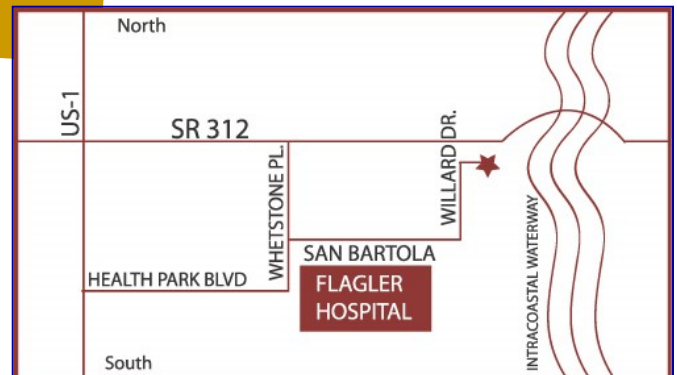 North
US-1
SR 312
WILLARD DR.
WHETSTONE PL.
SAN BARTOLA
HEALTH PARK BLVD
FLAGLER
HOSPITAL
INTRACOASTAL WATERWAY
South